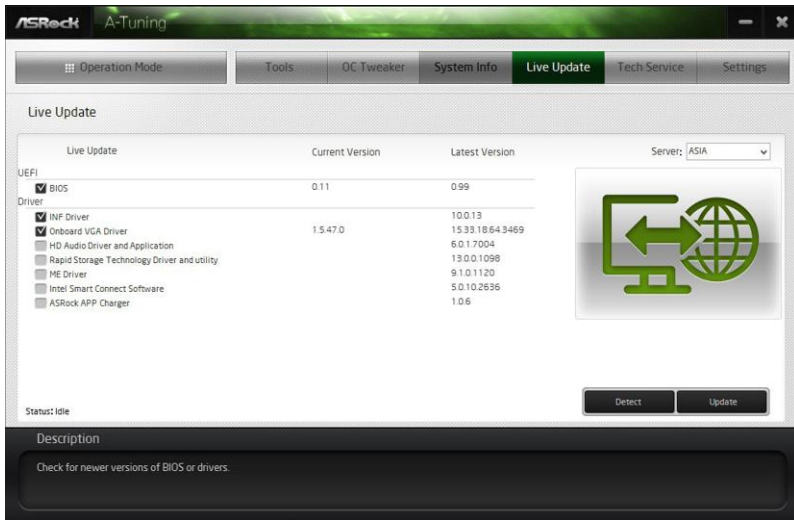 ASRock A-Tuning
Operation Mode Tools OC Tweaker System Info Live Update Tech Service Settings
Live Update
Live Update Current Version Latest Version Server: ASIA
UEFI
BIOS 0.11 0.99
Driver
INF Driver 10.0.13
Onboard VGA Driver 1.5.47.0 15.33.18.64.3469
HD Audio Driver and Application 6.0.1.7004
Rapid Storage Technology Driver and utility 13.0.0.1098
ME Driver 9.1.0.1120
Intel Smart Connect Software 5.0.10.2636
ASRock APP Charger 1.0.6
Status: Idle
Detect Update
Description
Check for newer versions of BIOS or drivers.